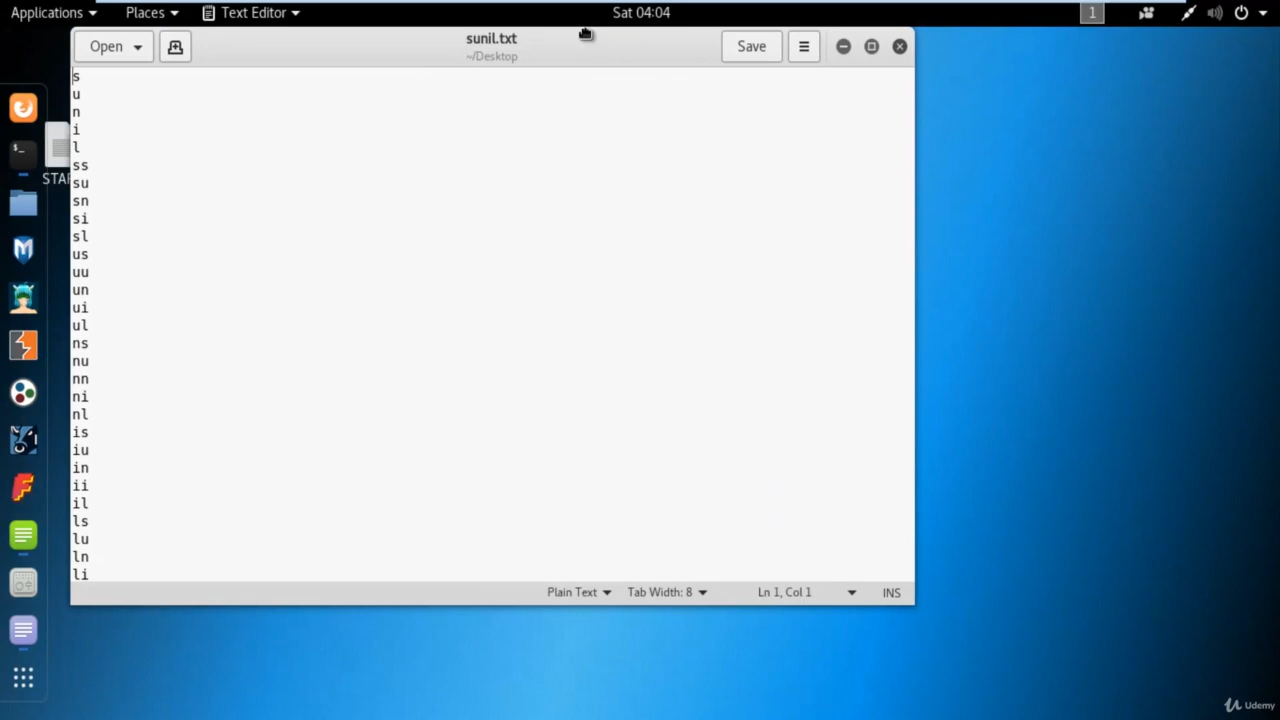 Applications Places Text Editor Sat 04:04 1
Open sunil.txt Save
~/Desktop
s
u
n
i
l
ss
su
sn
si
sl
us
uu
un
ui
ul
ns
nu
nn
ni
nl
is
iu
in
ii
il
ls
lu
ln
li
STAR
Plain Text Tab Width: 8 Ln 1, Col 1 INS
Udemy